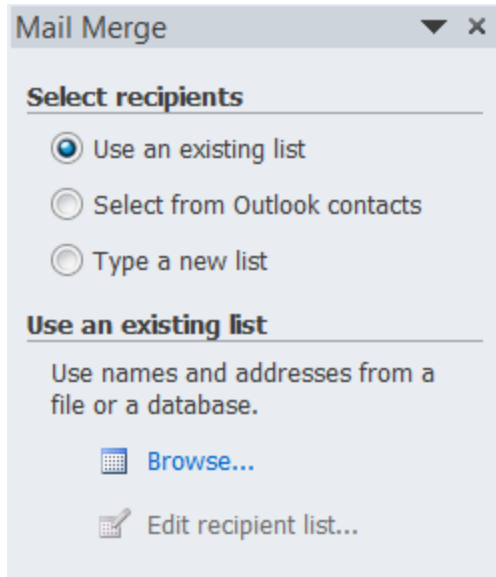 Mail Merge
Select recipients
Use an existing list
Select from Outlook contacts
Type a new list
Use an existing list
Use names and addresses from a
file or a database.
Browse...
Edit recipient list...